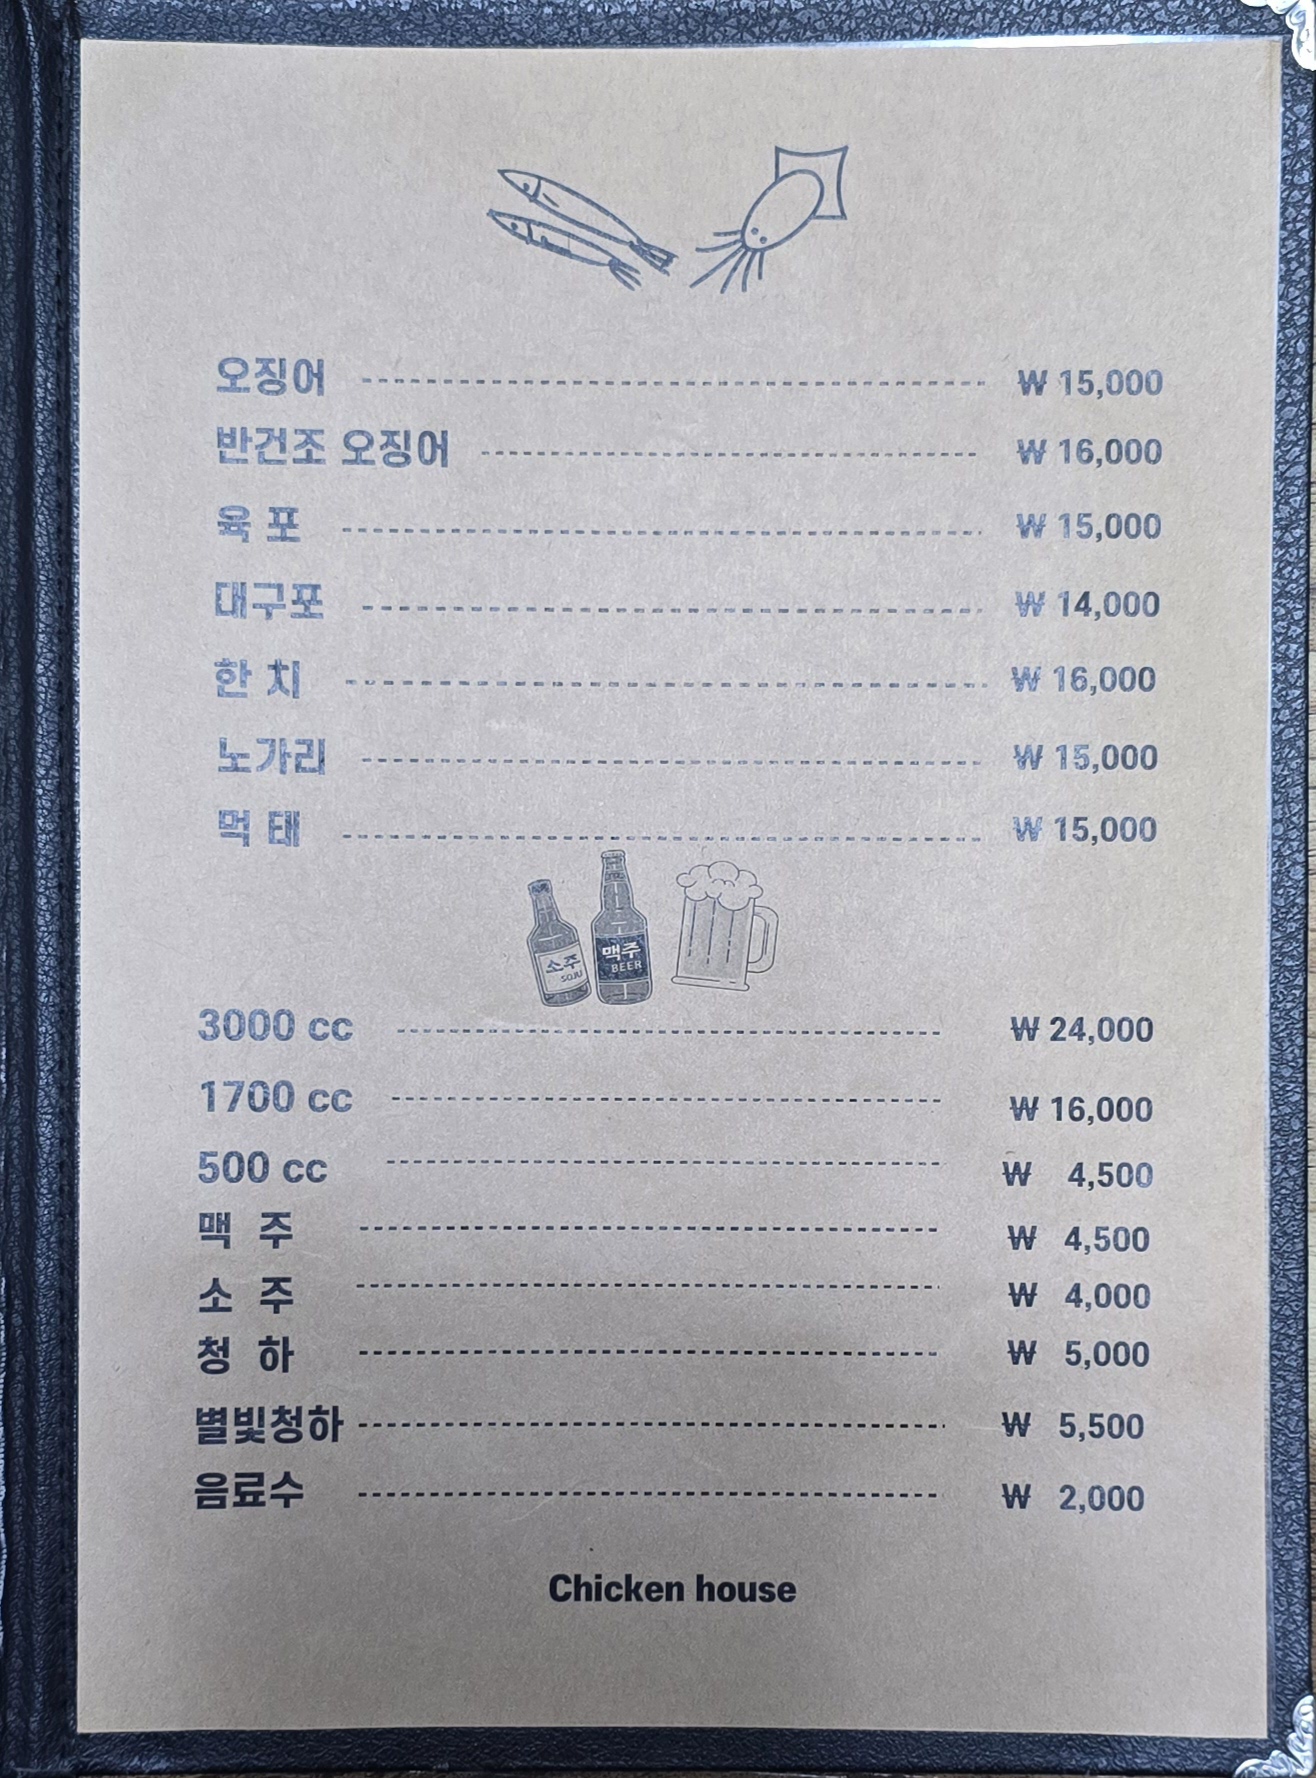 오징어 ₩ 15,000
반건조 오징어 ₩ 16,000
육 포 ₩ 15,000
대구포 ₩ 14,000
한 치 ₩ 16,000
노가리 ₩ 15,000
먹 태 ₩ 15,000
소주
SOJU
맥주
BEER
3000 cc ₩ 24,000
1700 cc ₩ 16,000
500 cc ₩ 4,500
맥 주 ₩ 4,500
소 주 ₩ 4,000
청 하 ₩ 5,000
별빛청하 ₩ 5,500
음료수 ₩ 2,000
Chicken house